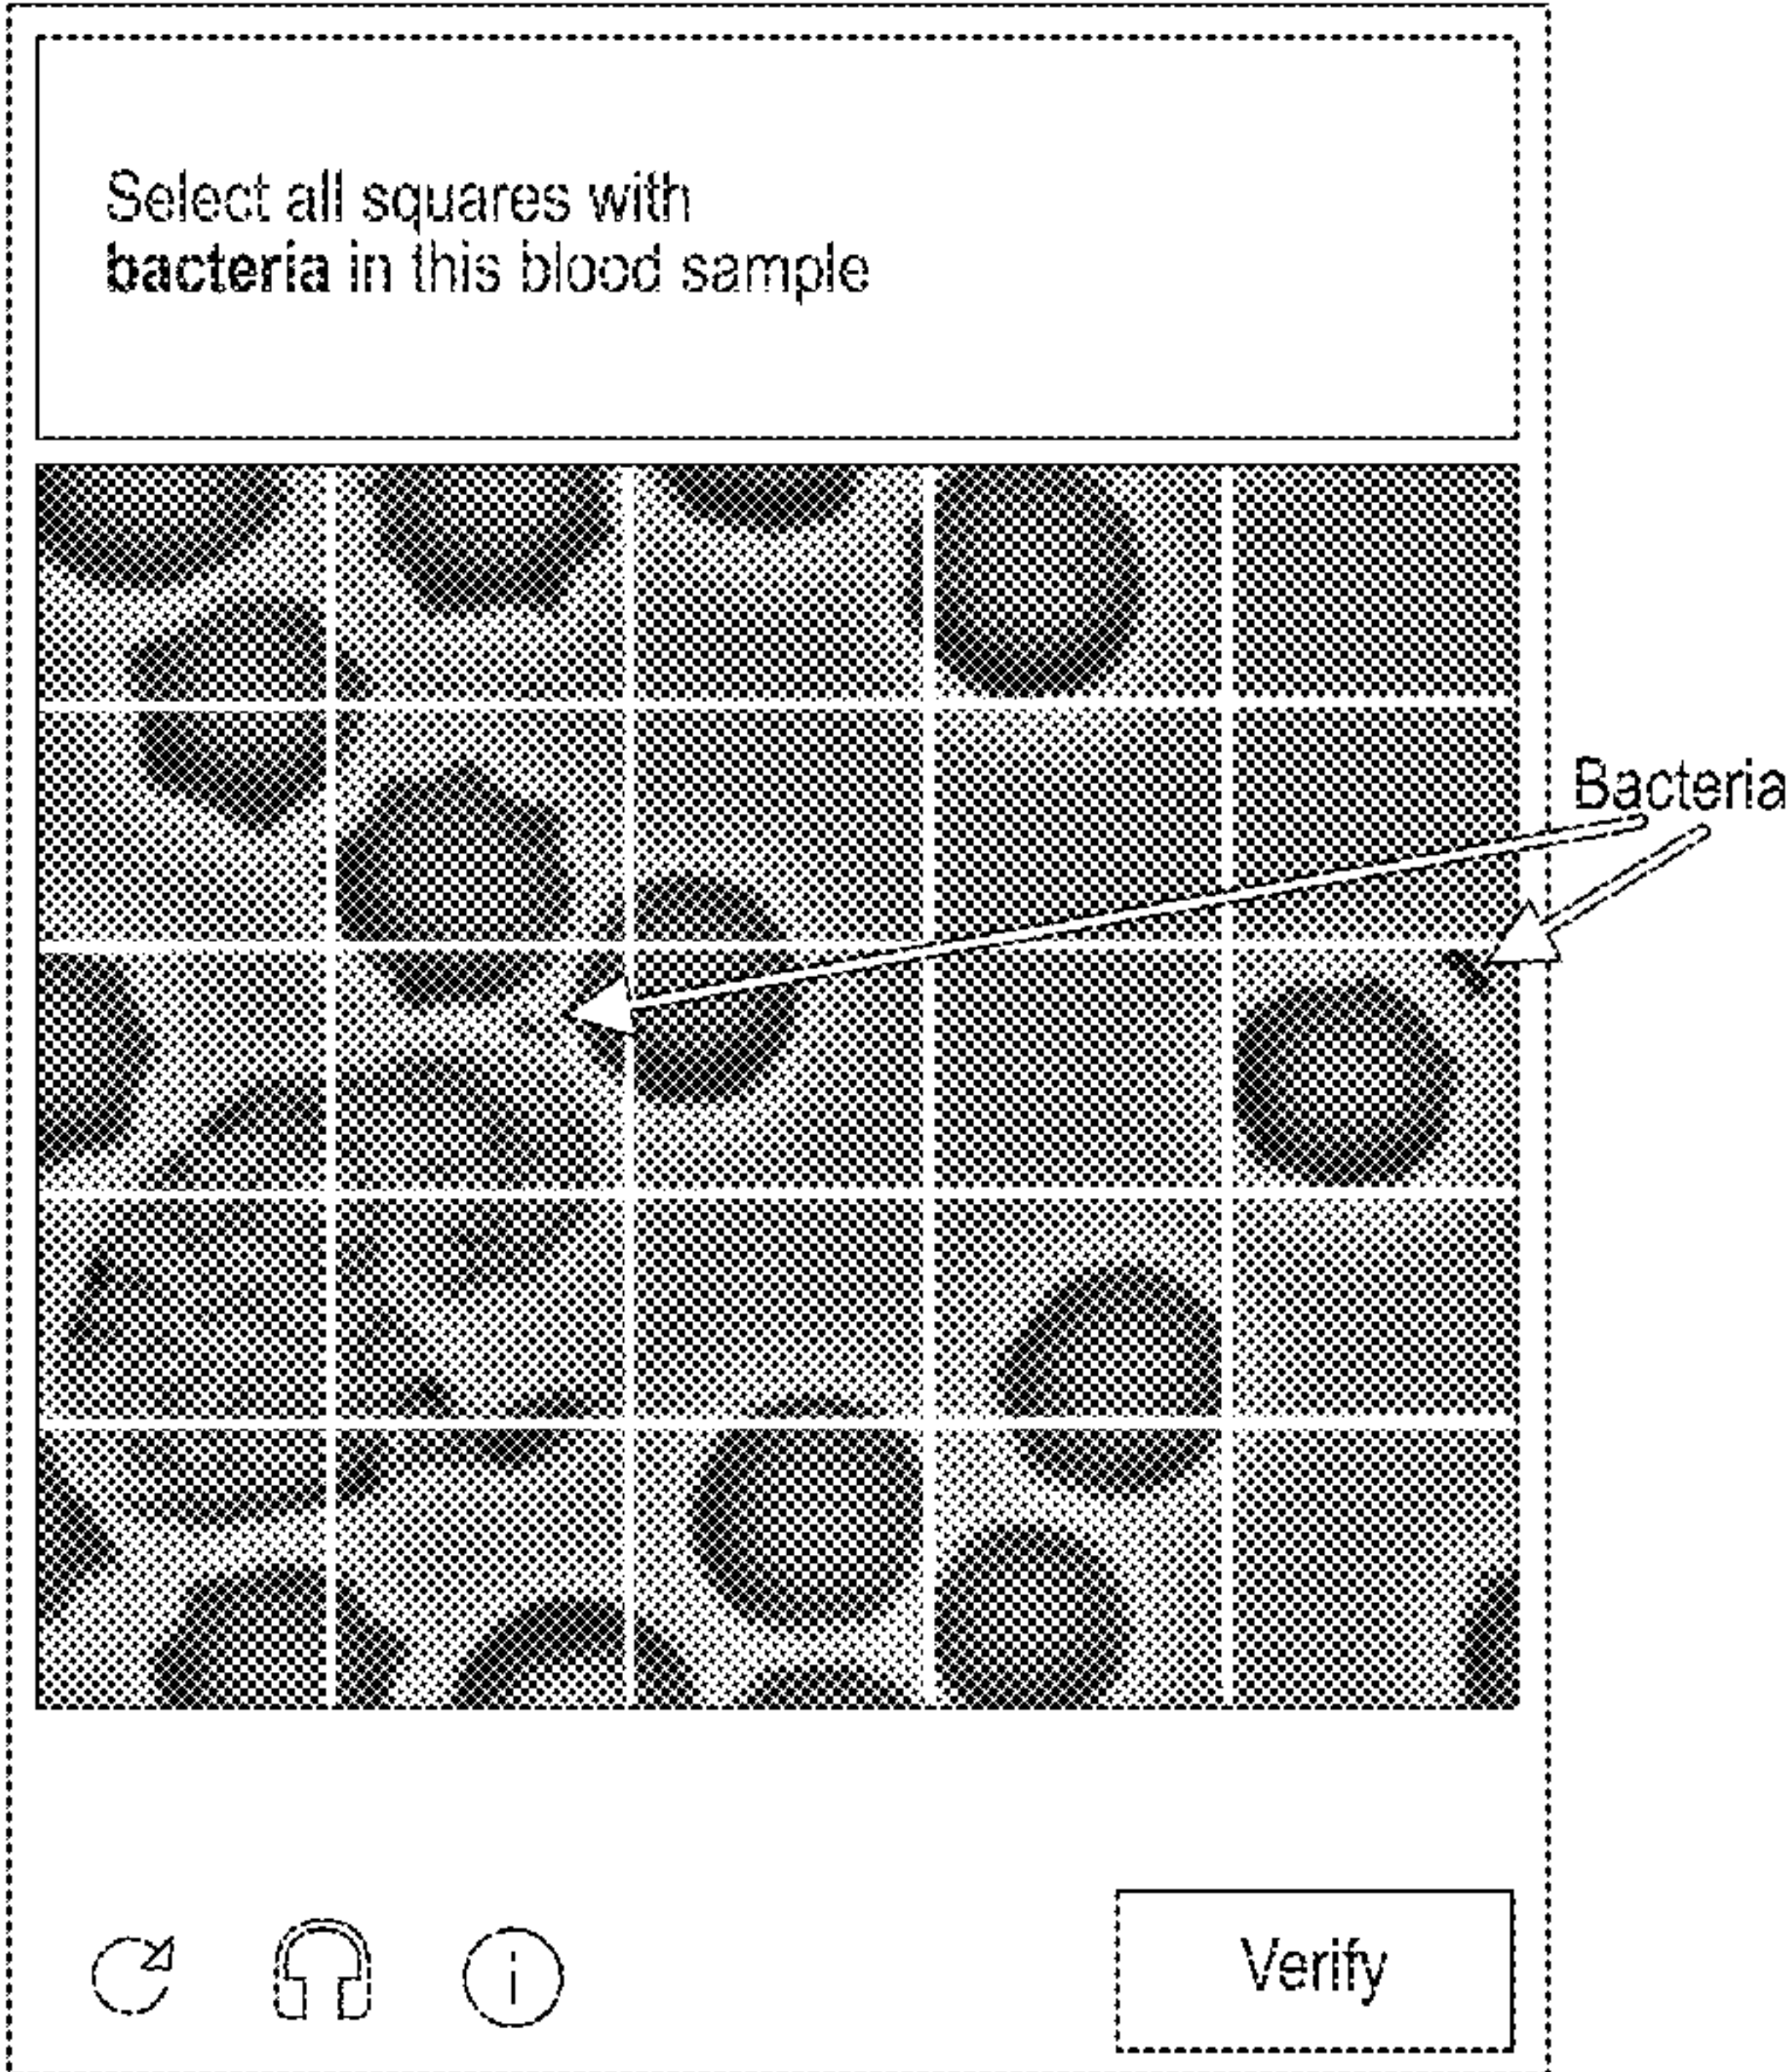 Select all squares with
bacteria in this blood sample
Bacteria
i
Verify